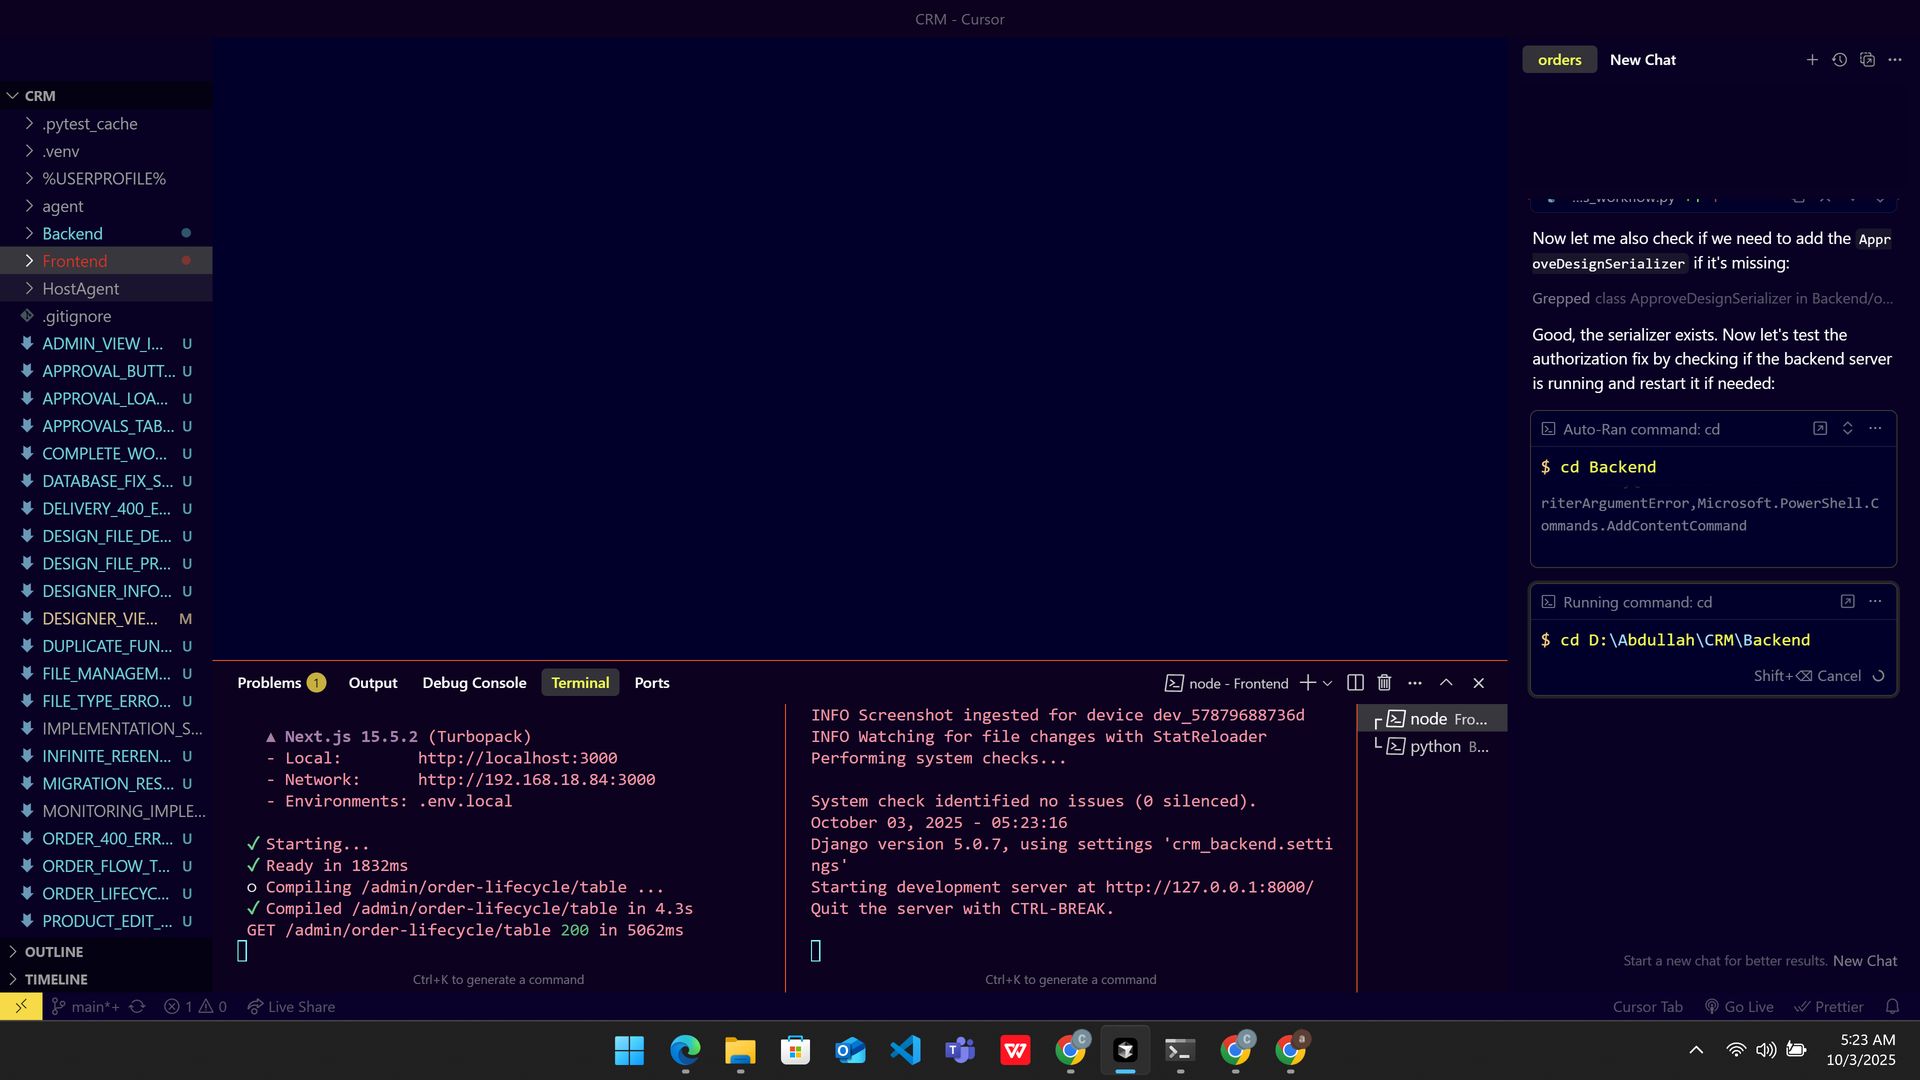 CRM - Cursor
CRM
.pytest_cache
.venv
%USERPROFILE%
agent
Backend
Frontend
HostAgent
.gitignore
ADMIN_VIEW_I... U
APPROVAL_BUTT... U
APPROVAL_LOA... U
APPROVALS_TAB... U
COMPLETE_WO... U
DATABASE_FIX_S... U
DELIVERY_400_E... U
DESIGN_FILE_DE... U
DESIGN_FILE_PR... U
DESIGNER_INFO... U
DESIGNER_VIE... M
DUPLICATE_FUN... U
FILE_MANAGEM... U
FILE_TYPE_ERRO... U
IMPLEMENTATION_S...
INFINITE_REREN... U
MIGRATION_RES... U
MONITORING_IMPLE...
ORDER_400_ERR... U
ORDER_FLOW_T... U
ORDER_LIFECYC... U
PRODUCT_EDIT_... U
OUTLINE
TIMELINE
Problems 1 Output Debug Console Terminal Ports
node - Frontend
▲ Next.js 15.5.2 (Turbopack)
- Local: http://localhost:3000
- Network: http://192.168.18.84:3000
- Environments: .env.local
✓ Starting...
✓ Ready in 1832ms
○ Compiling /admin/order-lifecycle/table ...
✓ Compiled /admin/order-lifecycle/table in 4.3s
GET /admin/order-lifecycle/table 200 in 5062ms
Ctrl+K to generate a command
INFO Screenshot ingested for device dev_57879688736d
INFO Watching for file changes with StatReloader
Performing system checks...
System check identified no issues (0 silenced).
October 03, 2025 - 05:23:16
Django version 5.0.7, using settings 'crm_backend.setti
ngs'
Starting development server at http://127.0.0.1:8000/
Quit the server with CTRL-BREAK.
Ctrl+K to generate a command
node Fro...
python B...
orders New Chat
Now let me also check if we need to add the Appr
oveDesignSerializer if it's missing:
Grepped class ApproveDesignSerializer in Backend/o...
Good, the serializer exists. Now let's test the
authorization fix by checking if the backend server
is running and restart it if needed:
Auto-Ran command: cd
$ cd Backend
riterArgumentError,Microsoft.PowerShell.C
ommands.AddContentCommand
Running command: cd
$ cd D:\Abdullah\CRM\Backend
Shift+⌫ Cancel
Start a new chat for better results. New Chat
main*+ 1 0 Live Share
Cursor Tab Go Live Prettier
5:23 AM
10/3/2025